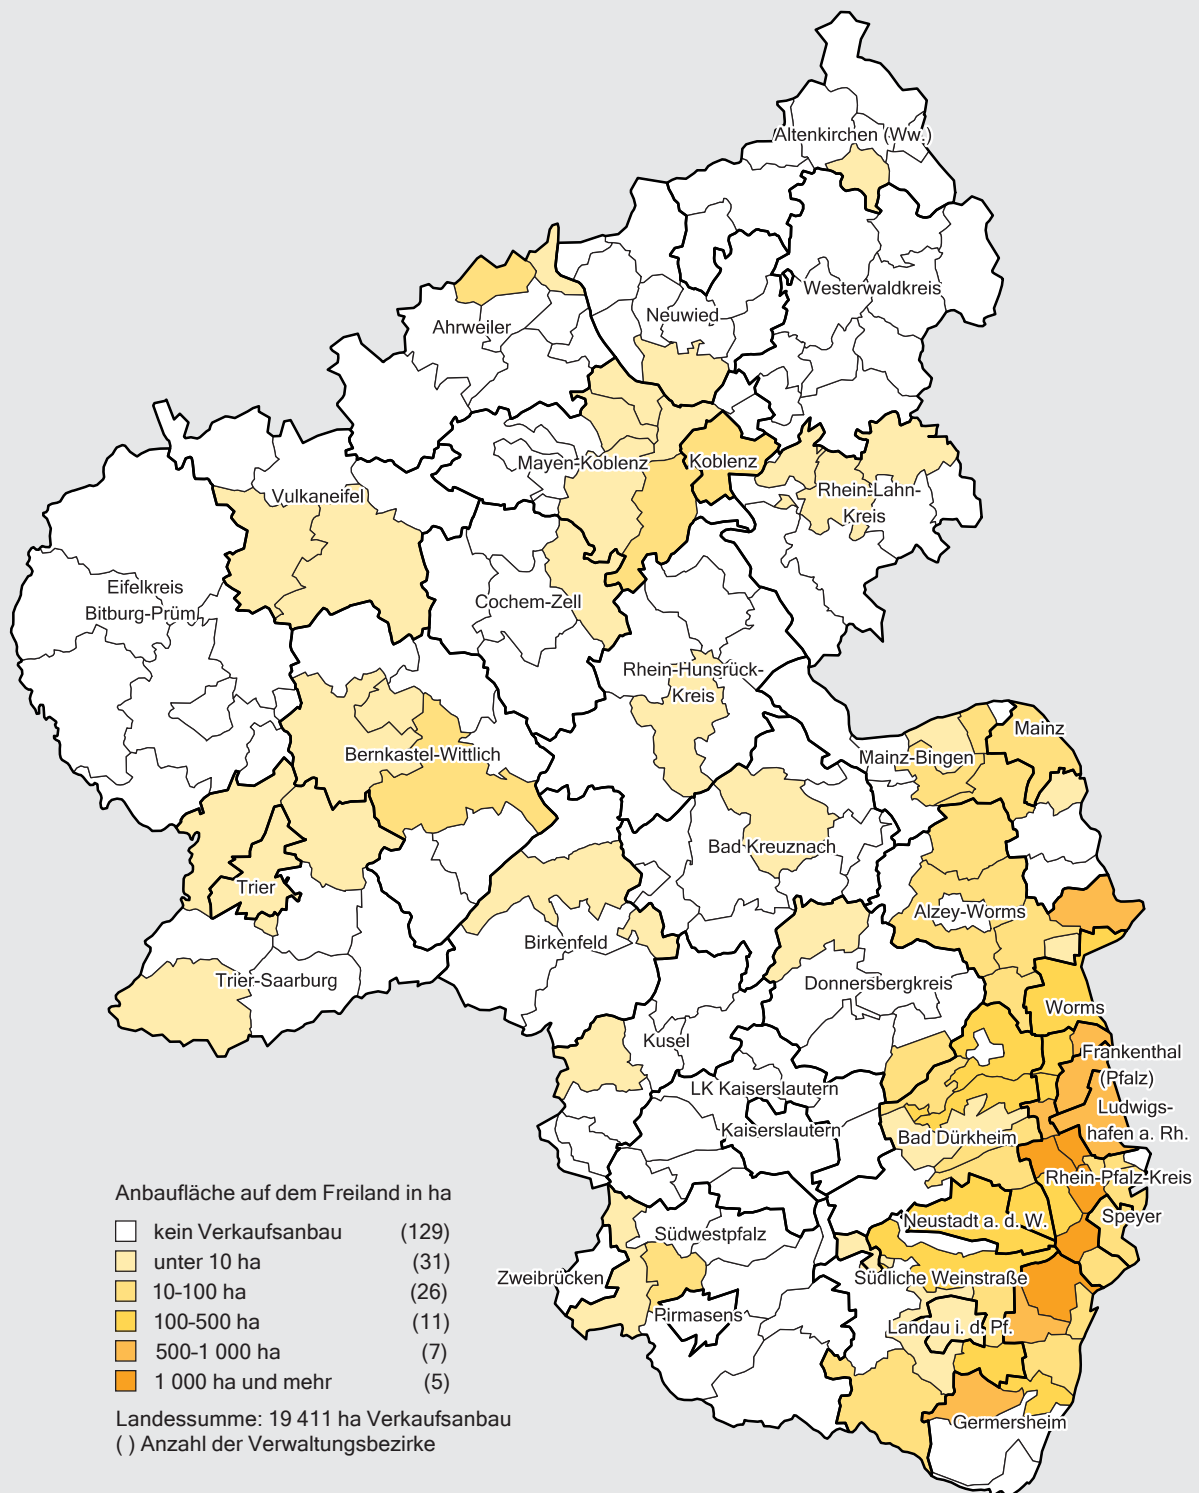 Altenkirchen (Ww.)
Westerwaldkreis
Neuwied
Ahrweiler
Mayen-Koblenz
Koblenz
Rhein-Lahn-
Kreis
Vulkaneifel
Eifelkreis
Bitburg-Prüm
Cochem-Zell
Rhein-Hunsrück-
Kreis
Mainz
Mainz-Bingen
Bernkastel-Wittlich
Bad Kreuznach
Trier
Alzey-Worms
Birkenfeld
Trier-Saarburg
Donnersbergkreis
Worms
Kusel
Frankenthal
(Pfalz)
LK Kaiserslautern
Ludwigs-
hafen a. Rh.
Kaiserslautern
Bad Dürkheim
Rhein-Pfalz-Kreis
Speyer
Neustadt a. d. W.
Südwestpfalz
Zweibrücken
Südliche Weinstraße
Pirmasens
Landau i. d. Pf.
Germersheim
Anbaufläche auf dem Freiland in ha
kein Verkaufsanbau (129)
unter 10 ha (31)
10-100 ha (26)
100-500 ha (11)
500-1 000 ha (7)
1 000 ha und mehr (5)
Landessumme: 19 411 ha Verkaufsanbau
( ) Anzahl der Verwaltungsbezirke